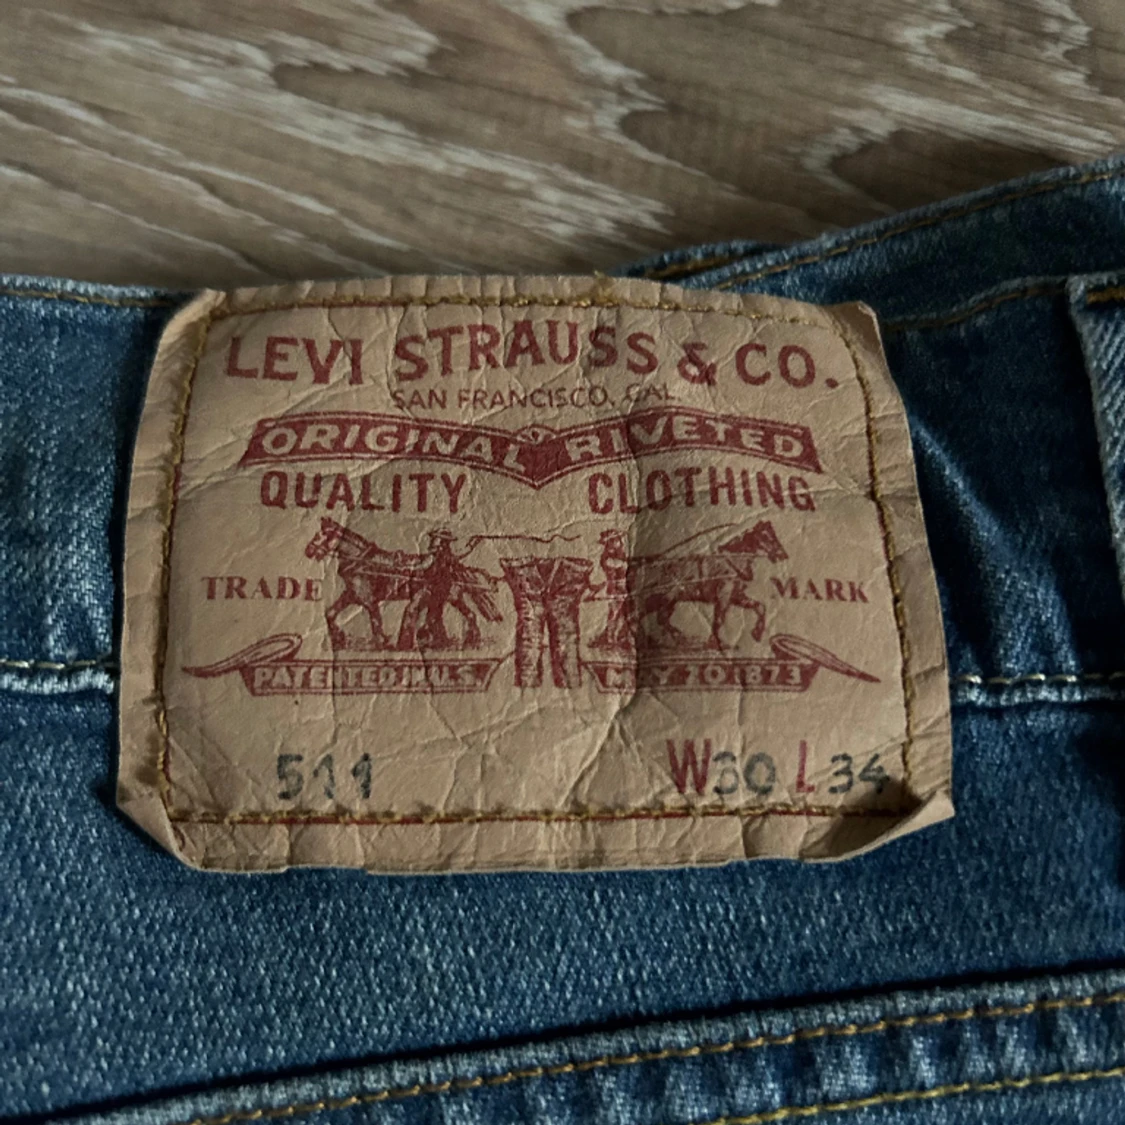 LEVI STRAUSS & CO.
SAN FRANCISCO, CAL.
ORIGINAL RIVETED
QUALITY CLOTHING
TRADE MARK
PATENTED IN U.S. MAY 20 1873
511 W30 L34